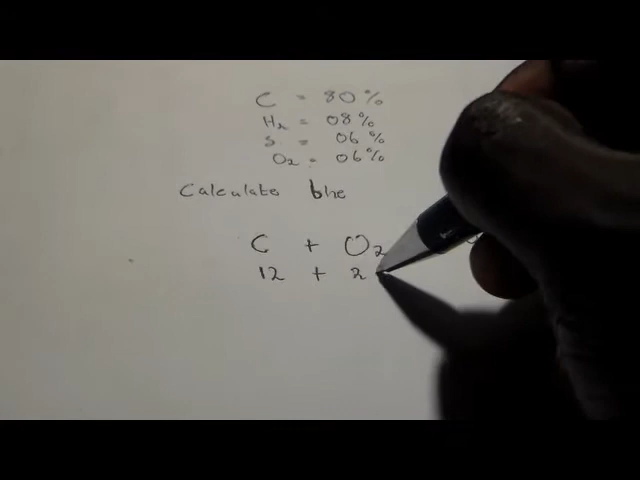 C = 80%
H₂ = 08%
S = 06%
O₂ = 06%
Calculate the
C + O₂
12 + 2